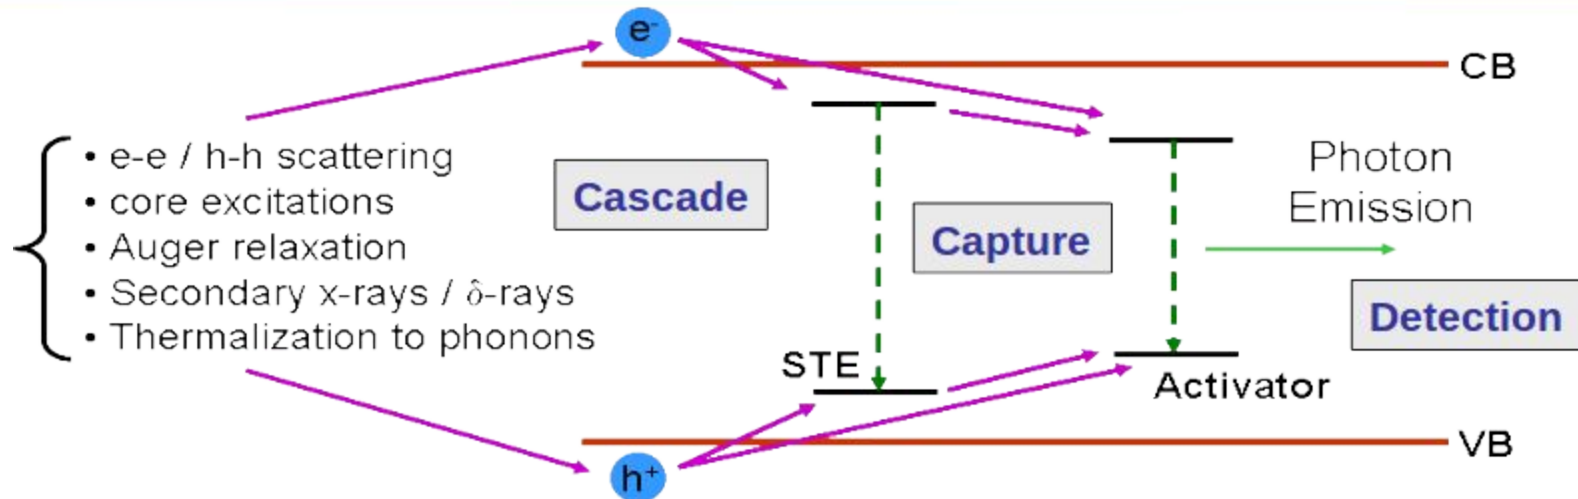 e-
CB
• e-e / h-h scattering
• core excitations
• Auger relaxation
• Secondary x-rays / δ-rays
• Thermalization to phonons
Cascade
Capture
Photon
Emission
Detection
STE
Activator
VB
h+